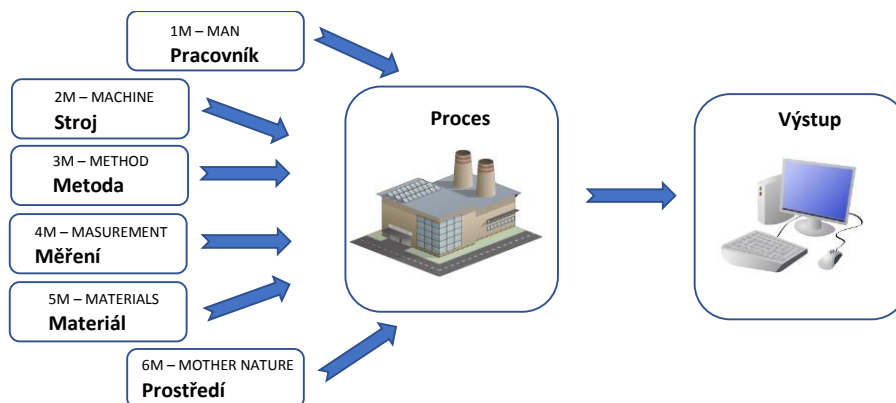 1M – MAN
Pracovník
2M – MACHINE
Stroj
3M – METHOD
Metoda
4M – MASUREMENT
Měření
5M – MATERIALS
Materiál
6M – MOTHER NATURE
Prostředí
Proces
Výstup